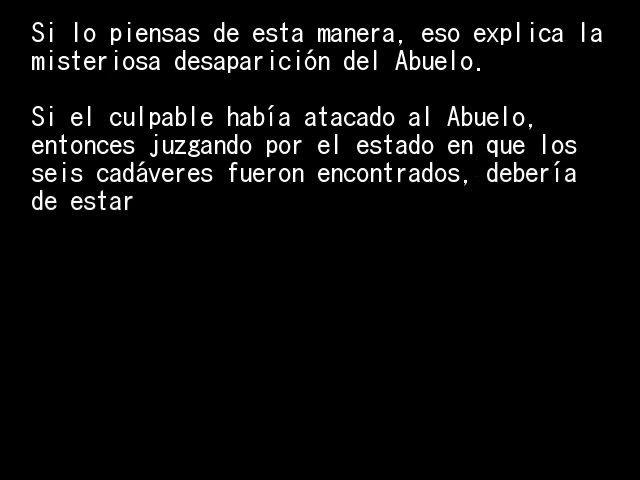 Si lo piensas de esta manera, eso explica la
misteriosa desaparición del Abuelo.
Si el culpable había atacado al Abuelo,
entonces juzgando por el estado en que los
seis cadáveres fueron encontrados, debería
de estar